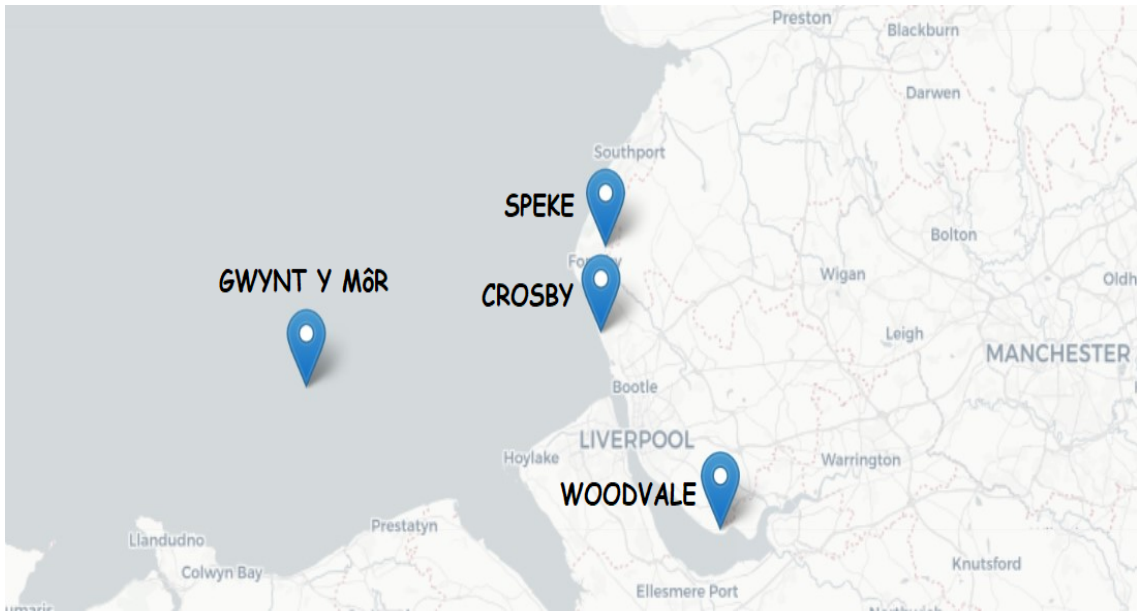 Preston
Blackburn
Darwen
Southport
SPEKE
Bolton
GWYNT Y MôR
CROSBY
Wigan
Oldh
Leigh
MANCHESTER
Bootle
LIVERPOOL
Hoylake
Warrington
WOODVALE
Prestatyn
Llandudno
Colwyn Bay
Knutsford
Ellesmere Port